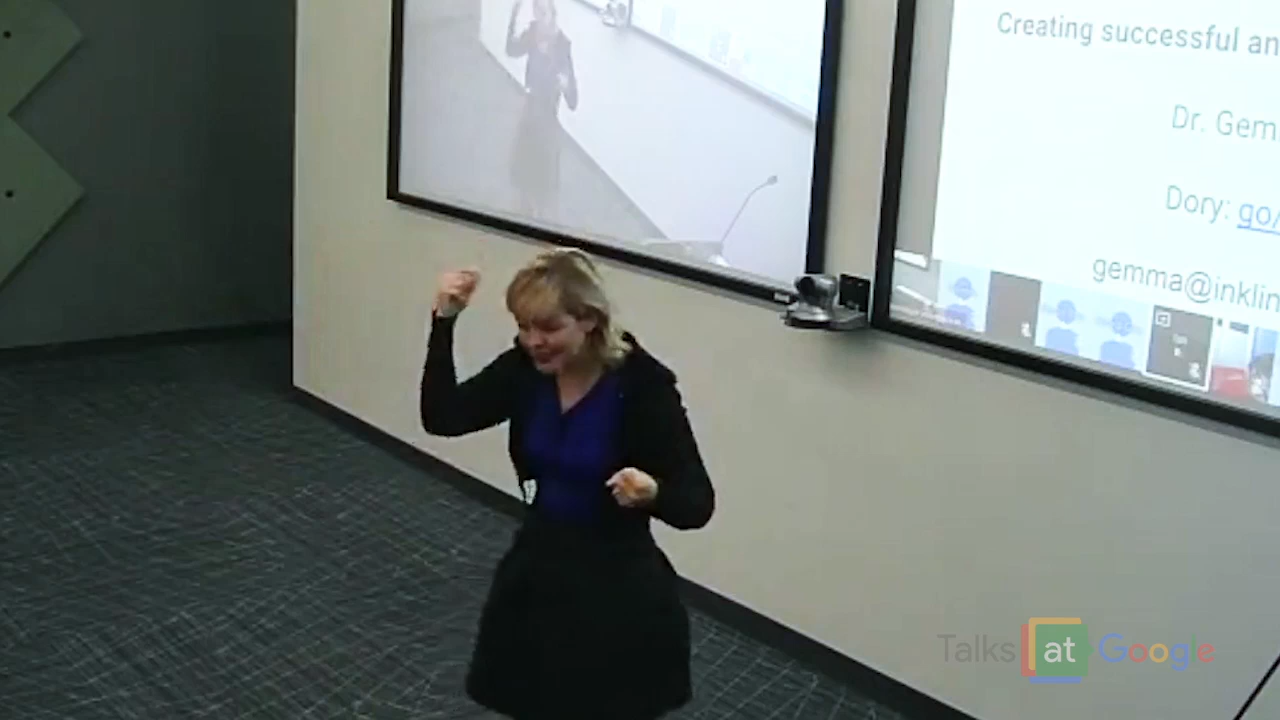 Creating successful an
Dr. Gem
Dory: go/
gemma@inklin
Talks at Google